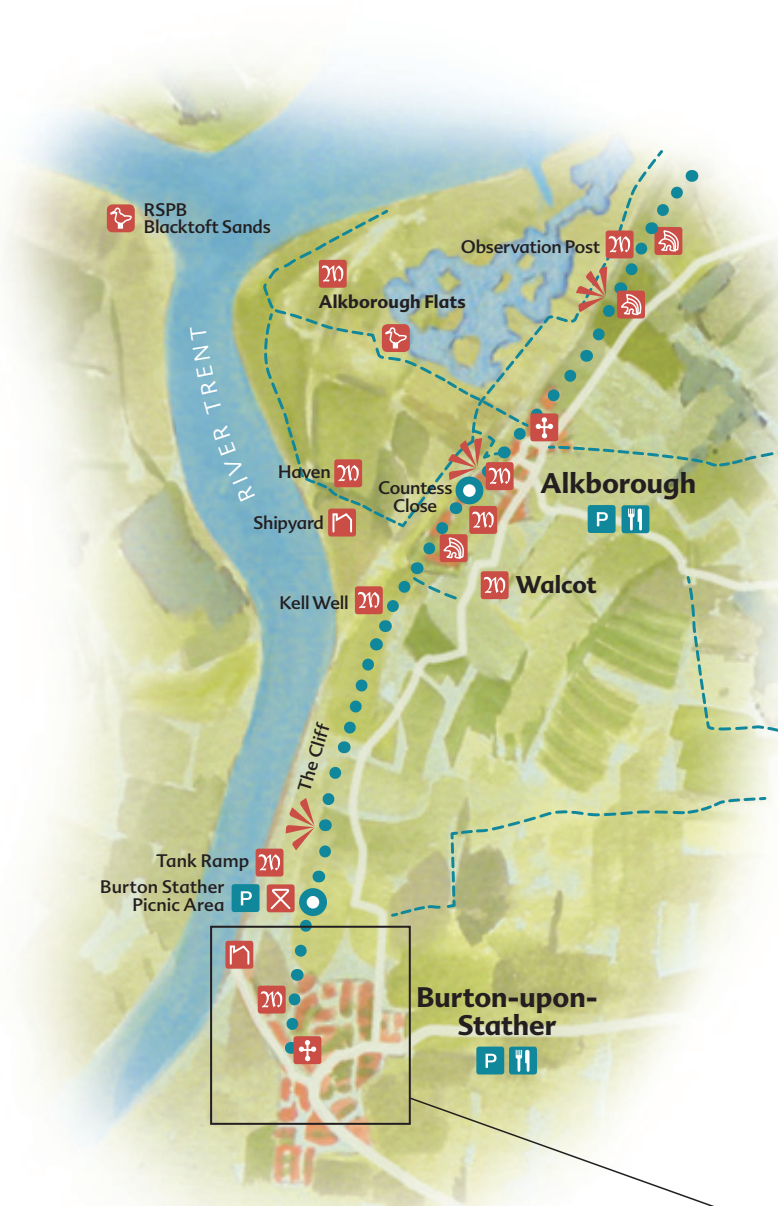 RSPB
Blacktoft Sands
Observation Post
Alkborough Flats
RIVER TRENT
Haven
Countess
Close
Alkborough
P
Shipyard
Walcot
Kell Well
The Cliff
Tank Ramp
Burton Stather
Picnic Area
P
Burton-upon-
Stather
P